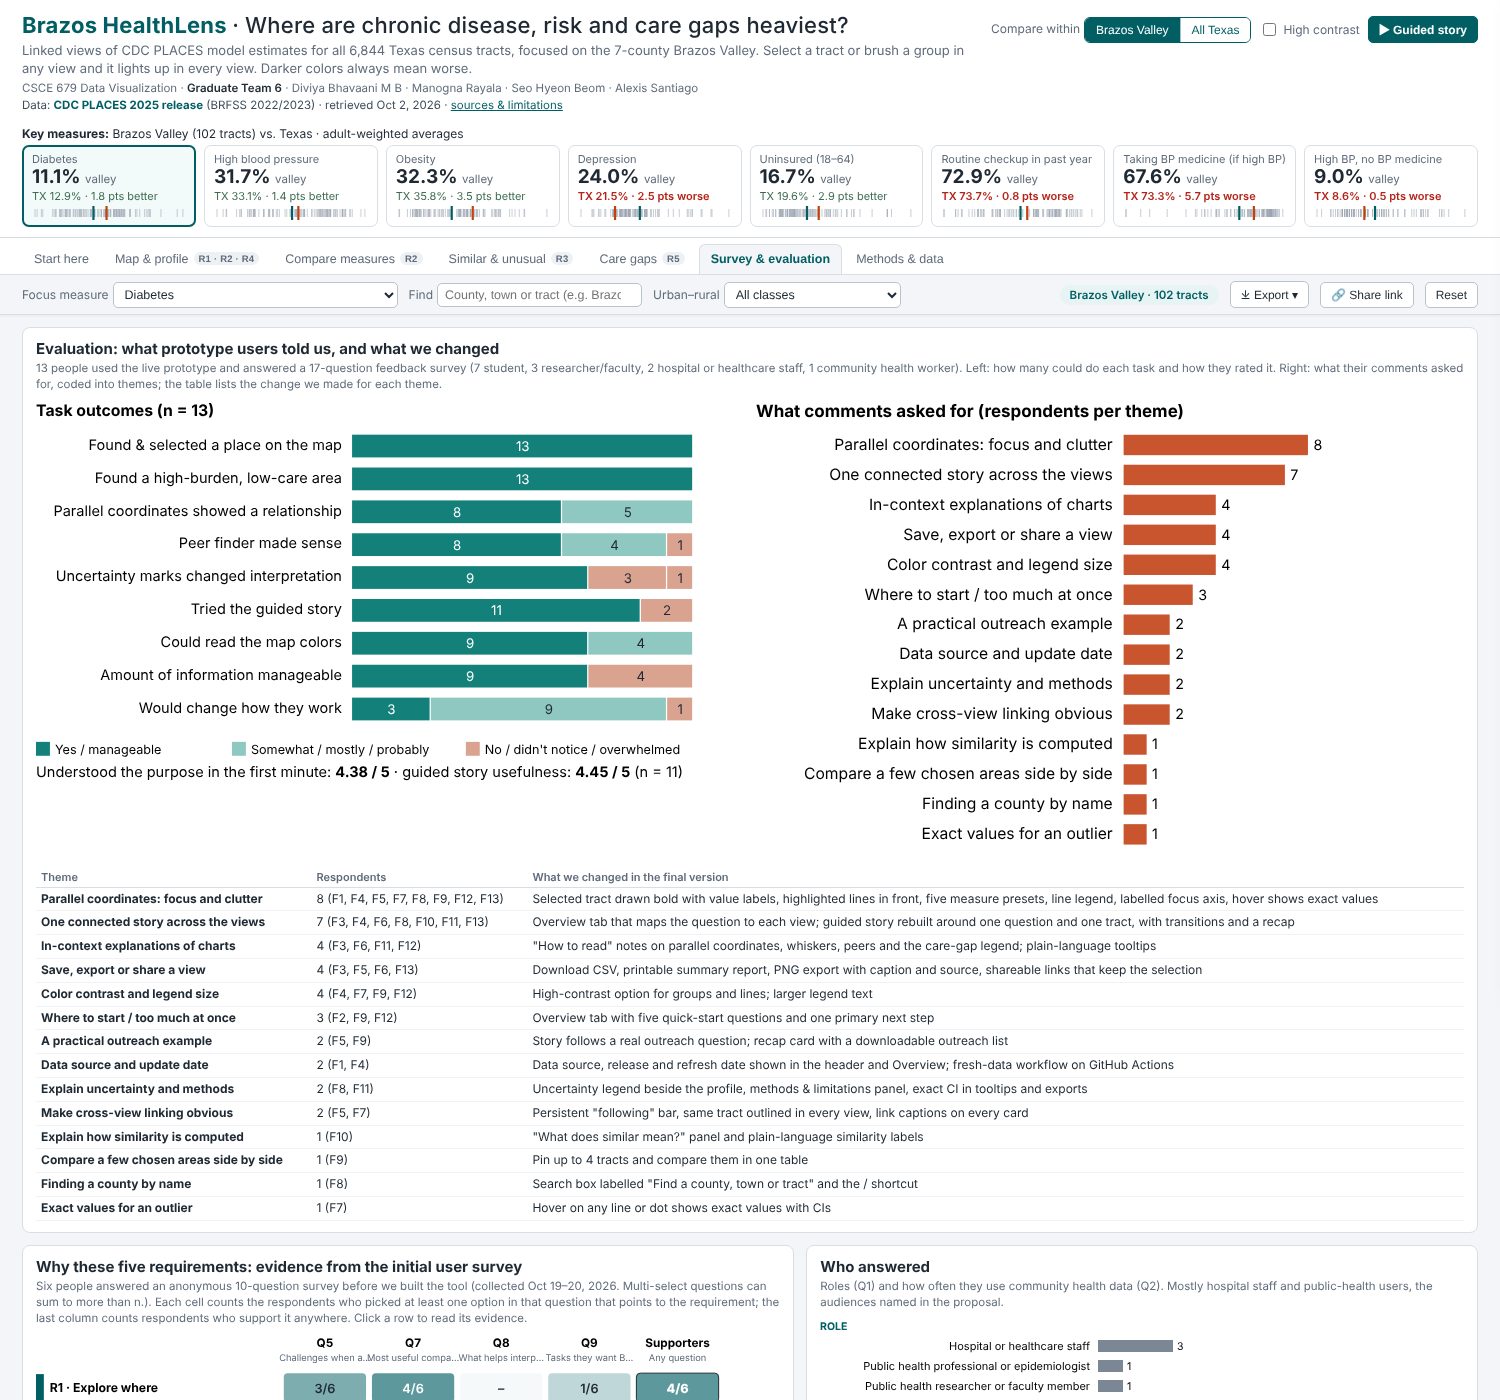 Brazos HealthLens · Where are chronic disease, risk and care gaps heaviest?
Linked views of CDC PLACES model estimates for all 6,844 Texas census tracts, focused on the 7-county Brazos Valley. Select a tract or brush a group in
any view and it lights up in every view. Darker colors always mean worse.
CSCE 679 Data Visualization · Graduate Team 6 · Diviya Bhavaani M B · Manogna Rayala · Seo Hyeon Beom · Alexis Santiago
Data: CDC PLACES 2025 release (BRFSS 2022/2023) · retrieved Oct 2, 2026 · sources & limitations
Compare within Brazos Valley All Texas High contrast ▶ Guided story
Key measures: Brazos Valley (102 tracts) vs. Texas · adult-weighted averages
Diabetes
11.1% valley
TX 12.9% · 1.8 pts better
High blood pressure
31.7% valley
TX 33.1% · 1.4 pts better
Obesity
32.3% valley
TX 35.8% · 3.5 pts better
Depression
24.0% valley
TX 21.5% · 2.5 pts worse
Uninsured (18–64)
16.7% valley
TX 19.6% · 2.9 pts better
Routine checkup in past year
72.9% valley
TX 73.7% · 0.8 pts worse
Taking BP medicine (if high BP)
67.6% valley
TX 73.3% · 5.7 pts worse
High BP, no BP medicine
9.0% valley
TX 8.6% · 0.5 pts worse
Start here Map & profile R1 · R2 · R4 Compare measures R2 Similar & unusual R3 Care gaps R5 Survey & evaluation Methods & data
Focus measure Diabetes Find County, town or tract (e.g. Brazc Urban–rural All classes Brazos Valley · 102 tracts Export ▾ Share link Reset
Evaluation: what prototype users told us, and what we changed
13 people used the live prototype and answered a 17-question feedback survey (7 student, 3 researcher/faculty, 2 hospital or healthcare staff, 1 community health worker). Left: how many could do each task and how they rated it. Right: what their comments asked
for, coded into themes; the table lists the change we made for each theme.
Task outcomes (n = 13)
Found & selected a place on the map 13
Found a high-burden, low-care area 13
Parallel coordinates showed a relationship 8 5
Peer finder made sense 8 4 1
Uncertainty marks changed interpretation 9 3 1
Tried the guided story 11 2
Could read the map colors 9 4
Amount of information manageable 9 4
Would change how they work 3 9 1
Yes / manageable Somewhat / mostly / probably No / didn't notice / overwhelmed
Understood the purpose in the first minute: 4.38 / 5 · guided story usefulness: 4.45 / 5 (n = 11)
What comments asked for (respondents per theme)
Parallel coordinates: focus and clutter 8
One connected story across the views 7
In-context explanations of charts 4
Save, export or share a view 4
Color contrast and legend size 4
Where to start / too much at once 3
A practical outreach example 2
Data source and update date 2
Explain uncertainty and methods 2
Make cross-view linking obvious 2
Explain how similarity is computed 1
Compare a few chosen areas side by side 1
Finding a county by name 1
Exact values for an outlier 1
Theme Respondents What we changed in the final version
Parallel coordinates: focus and clutter 8 (F1, F4, F5, F7, F8, F9, F12, F13) Selected tract drawn bold with value labels, highlighted lines in front, five measure presets, line legend, labelled focus axis, hover shows exact values
One connected story across the views 7 (F3, F4, F6, F8, F10, F11, F13) Overview tab that maps the question to each view; guided story rebuilt around one question and one tract, with transitions and a recap
In-context explanations of charts 4 (F3, F6, F11, F12) "How to read" notes on parallel coordinates, whiskers, peers and the care-gap legend; plain-language tooltips
Save, export or share a view 4 (F3, F5, F6, F13) Download CSV, printable summary report, PNG export with caption and source, shareable links that keep the selection
Color contrast and legend size 4 (F4, F7, F9, F12) High-contrast option for groups and lines; larger legend text
Where to start / too much at once 3 (F2, F9, F12) Overview tab with five quick-start questions and one primary next step
A practical outreach example 2 (F5, F9) Story follows a real outreach question; recap card with a downloadable outreach list
Data source and update date 2 (F1, F4) Data source, release and refresh date shown in the header and Overview; fresh-data workflow on GitHub Actions
Explain uncertainty and methods 2 (F8, F11) Uncertainty legend beside the profile, methods & limitations panel, exact CI in tooltips and exports
Make cross-view linking obvious 2 (F5, F7) Persistent "following" bar, same tract outlined in every view, link captions on every card
Explain how similarity is computed 1 (F10) "What does similar mean?" panel and plain-language similarity labels
Compare a few chosen areas side by side 1 (F9) Pin up to 4 tracts and compare them in one table
Finding a county by name 1 (F8) Search box labelled "Find a county, town or tract" and the / shortcut
Exact values for an outlier 1 (F7) Hover on any line or dot shows exact values with CIs
Why these five requirements: evidence from the initial user survey
Six people answered an anonymous 10-question survey before we built the tool (collected Oct 19–20, 2026. Multi-select questions can
sum to more than n.). Each cell counts the respondents who picked at least one option in that question that points to the requirement; the
last column counts respondents who support it anywhere. Click a row to read its evidence.
Q5 Q7 Q8 Q9 Supporters
Challenges when a... Most useful compa... What helps interp... Tasks they want B... Any question
R1 · Explore where 3/6 4/6 – 1/6 4/6
Who answered
Roles (Q1) and how often they use community health data (Q2). Mostly hospital staff and public-health users, the
audiences named in the proposal.
ROLE
Hospital or healthcare staff 3
Public health professional or epidemiologist 1
Public health researcher or faculty member 1